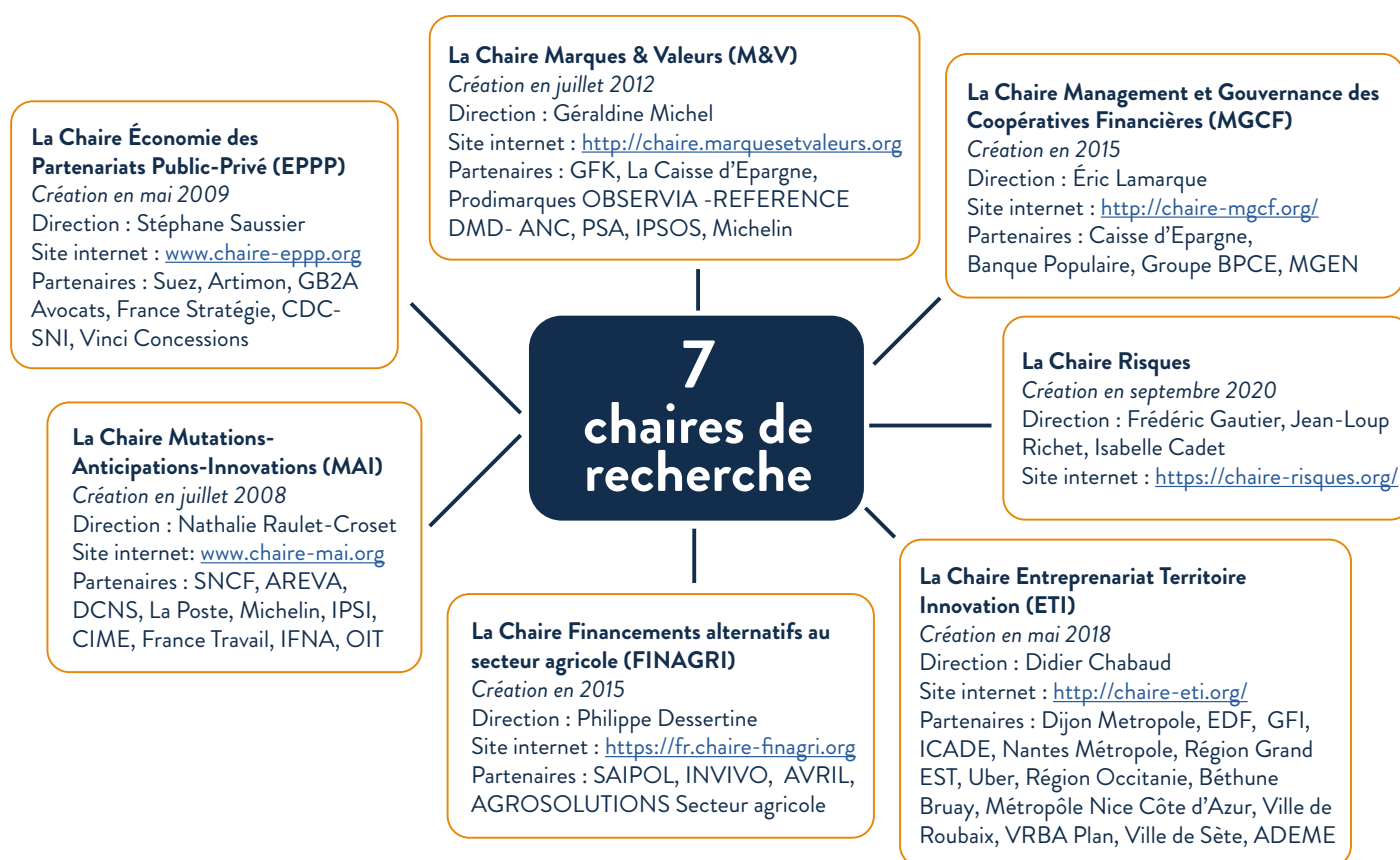 La Chaire Marques & Valeurs (M&V)
Création en juillet 2012
Direction : Géraldine Michel
Site internet : http://chaire.marquesetvaleurs.org
Partenaires : GFK, La Caisse d’Epargne,
Prodimarques OBSERVIA -REFERENCE
DMD- ANC, PSA, IPSOS, Michelin
La Chaire Management et Gouvernance des
Coopératives Financières (MGCF)
Création en 2015
Direction : Éric Lamarque
Site internet : http://chaire-mgcf.org/
Partenaires : Caisse d’Epargne,
Banque Populaire, Groupe BPCE, MGEN
La Chaire Économie des
Partenariats Public-Privé (EPPP)
Création en mai 2009
Direction : Stéphane Saussier
Site internet : www.chaire-eppp.org
Partenaires : Suez, Artimon, GB2A
Avocats, France Stratégie, CDC-
SNI, Vinci Concessions
7
chaires de
recherche
La Chaire Risques
Création en septembre 2020
Direction : Frédéric Gautier, Jean-Loup
Richet, Isabelle Cadet
Site internet : https://chaire-risques.org/
La Chaire Mutations-
Anticipations-Innovations (MAI)
Création en juillet 2008
Direction : Nathalie Raulet-Croset
Site internet: www.chaire-mai.org
Partenaires : SNCF, AREVA,
DCNS, La Poste, Michelin, IPSI,
CIME, France Travail, IFNA, OIT
La Chaire Financements alternatifs au
secteur agricole (FINAGRI)
Création en 2015
Direction : Philippe Dessertine
Site internet : https://fr.chaire-finagri.org
Partenaires : SAIPOL, INVIVO, AVRIL,
AGROSOLUTIONS Secteur agricole
La Chaire Entreprenariat Territoire
Innovation (ETI)
Création en mai 2018
Direction : Didier Chabaud
Site internet : http://chaire-eti.org/
Partenaires : Dijon Metropole, EDF, GFI,
ICADE, Nantes Métropole, Région Grand
EST, Uber, Région Occitanie, Béthune
Bruay, Métropôle Nice Côte d’Azur, Ville de
Roubaix, VRBA Plan, Ville de Sète, ADEME